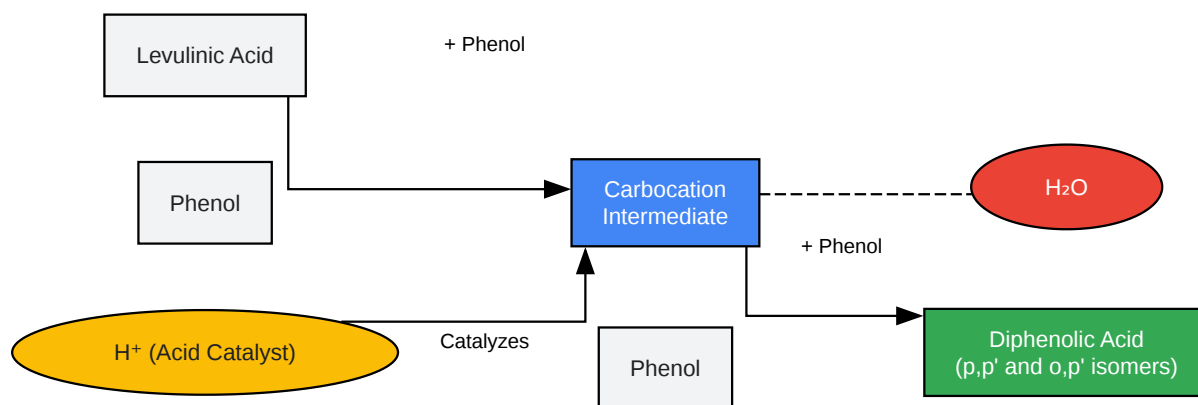 Levulinic Acid
+ Phenol
Phenol
Carbocation
Intermediate
H₂O
+ Phenol
H⁺ (Acid Catalyst)
Catalyzes
Phenol
Diphenolic Acid
(p,p' and o,p' isomers)